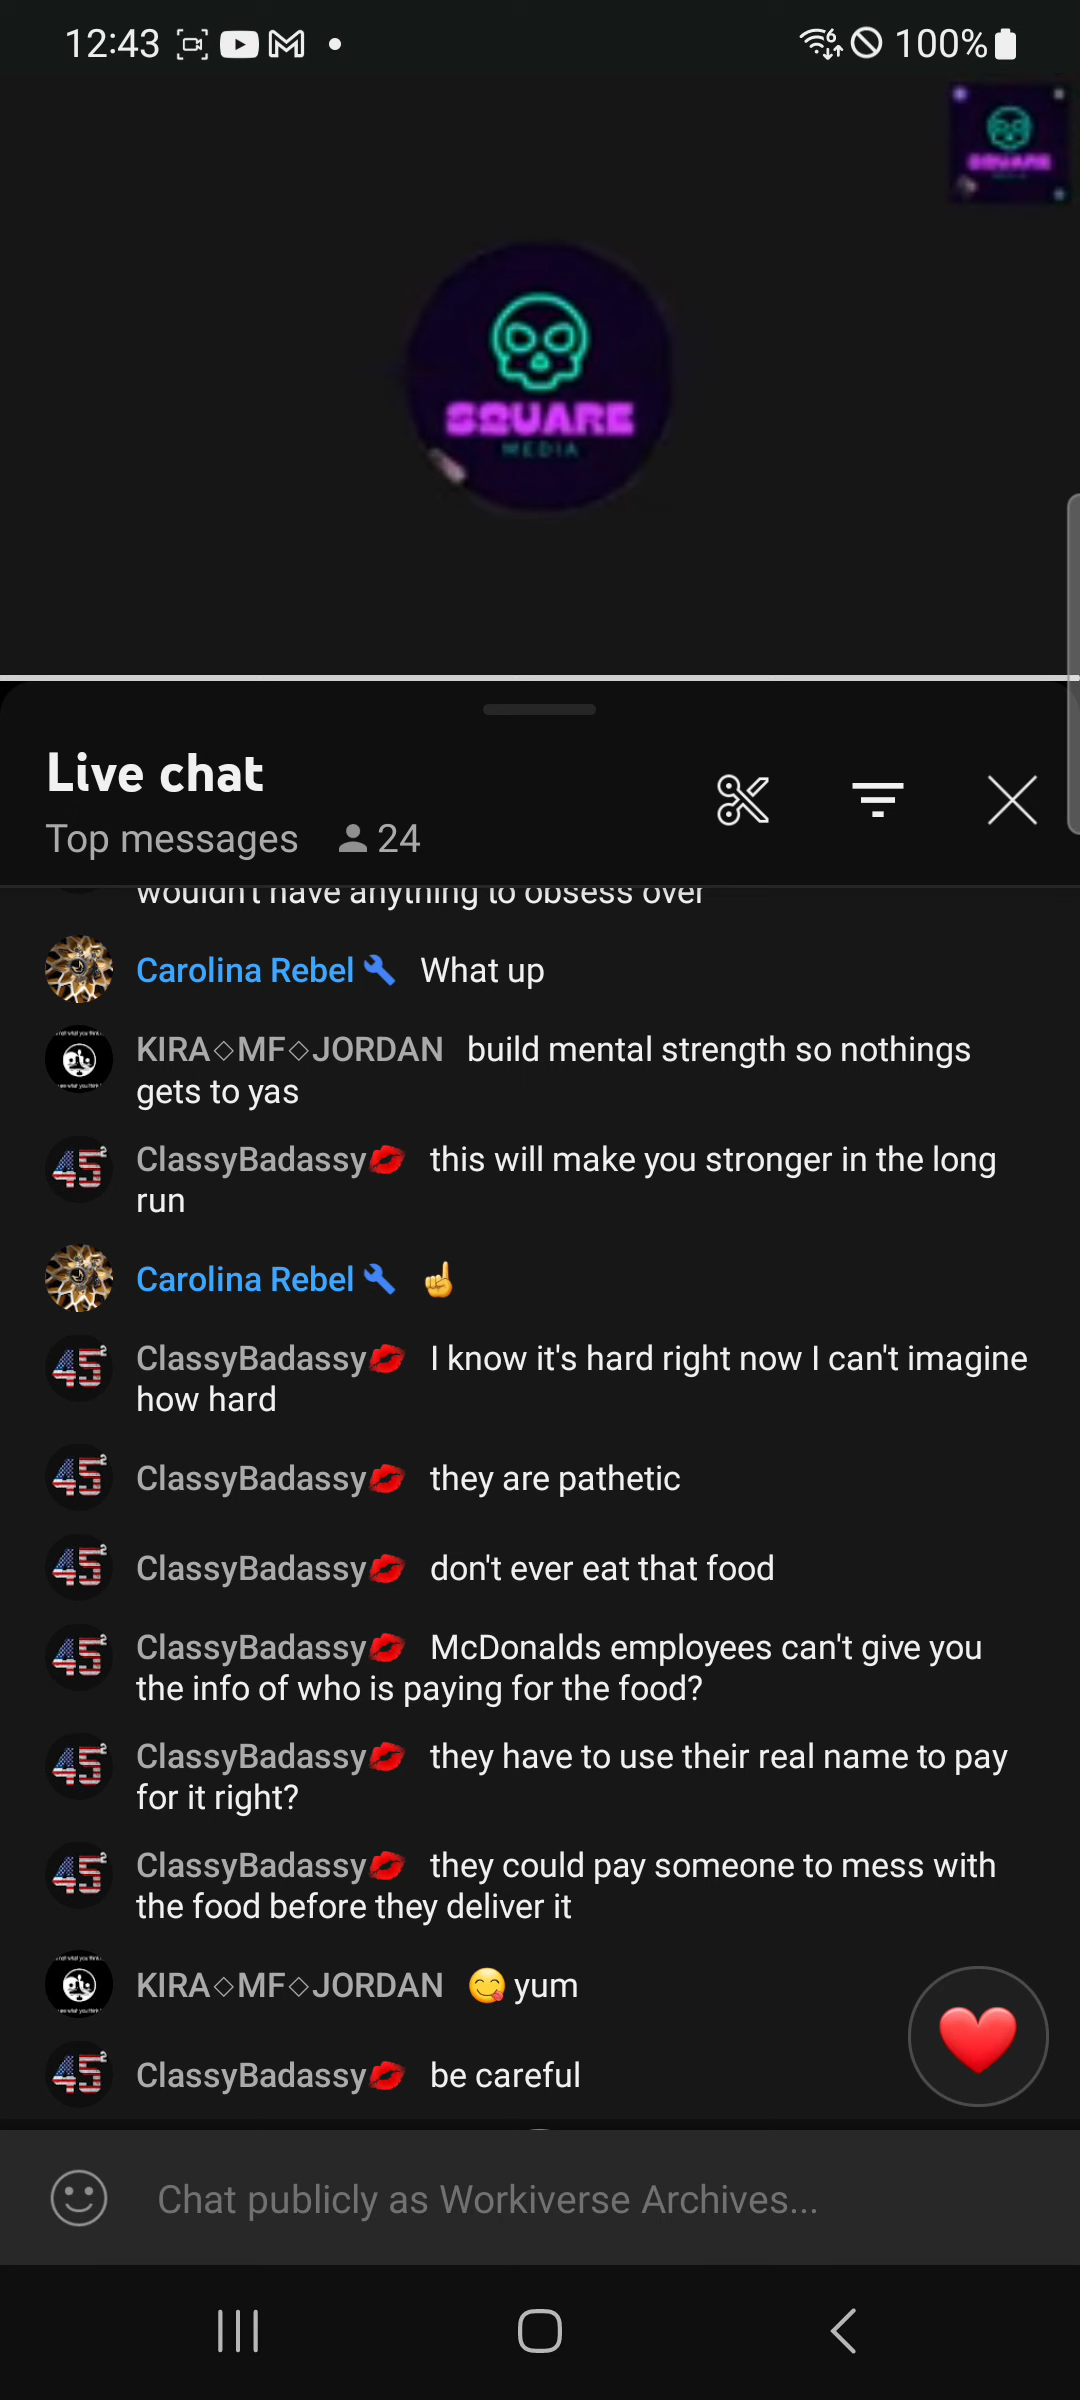 12:43
100%
SQUARE
SQUARE
MEDIA
Live chat
Top messages 24
wouldn't have anything to obsess over
Carolina Rebel What up
KIRA◇MF◇JORDAN build mental strength so nothings
gets to yas
ClassyBadassy💋 this will make you stronger in the long
run
Carolina Rebel ☝️
ClassyBadassy💋 I know it's hard right now I can't imagine
how hard
ClassyBadassy💋 they are pathetic
ClassyBadassy💋 don't ever eat that food
ClassyBadassy💋 McDonalds employees can't give you
the info of who is paying for the food?
ClassyBadassy💋 they have to use their real name to pay
for it right?
ClassyBadassy💋 they could pay someone to mess with
the food before they deliver it
KIRA◇MF◇JORDAN 😋 yum
ClassyBadassy💋 be careful
Chat publicly as Workiverse Archives...